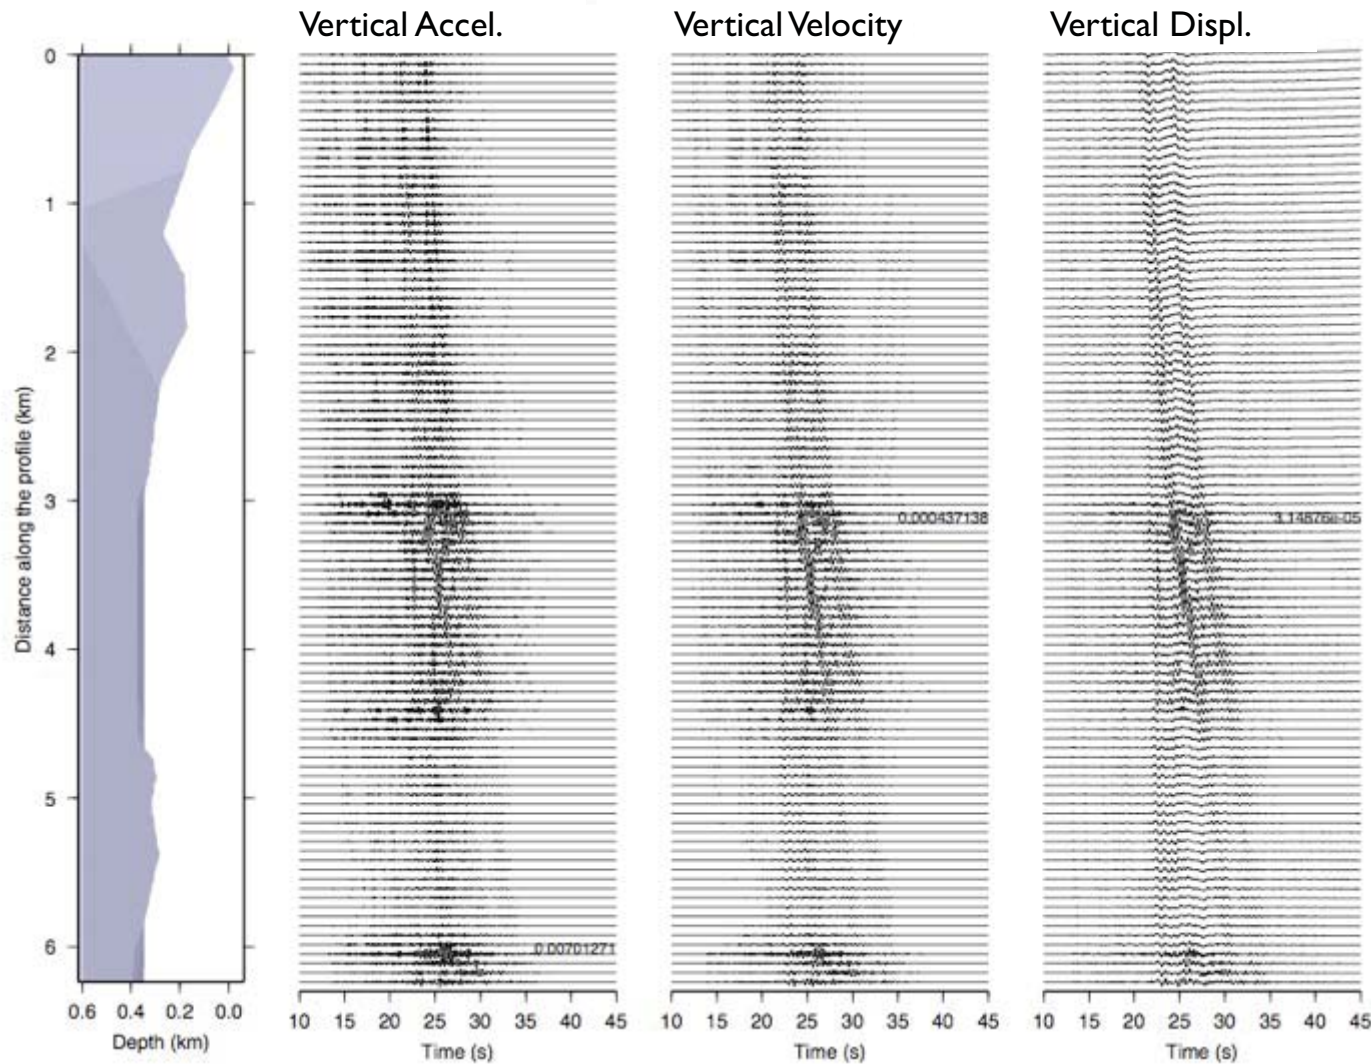 Vertical Accel.
Vertical Velocity
Vertical Displ.
0
1
2
3
4
5
6
Distance along the profile (km)
0.6 0.4 0.2 0.0
Depth (km)
0.00701271
10 15 20 25 30 35 40 45
Time (s)
0.000437138
10 15 20 25 30 35 40 45
Time (s)
3.14876e-05
10 15 20 25 30 35 40 45
Time (s)